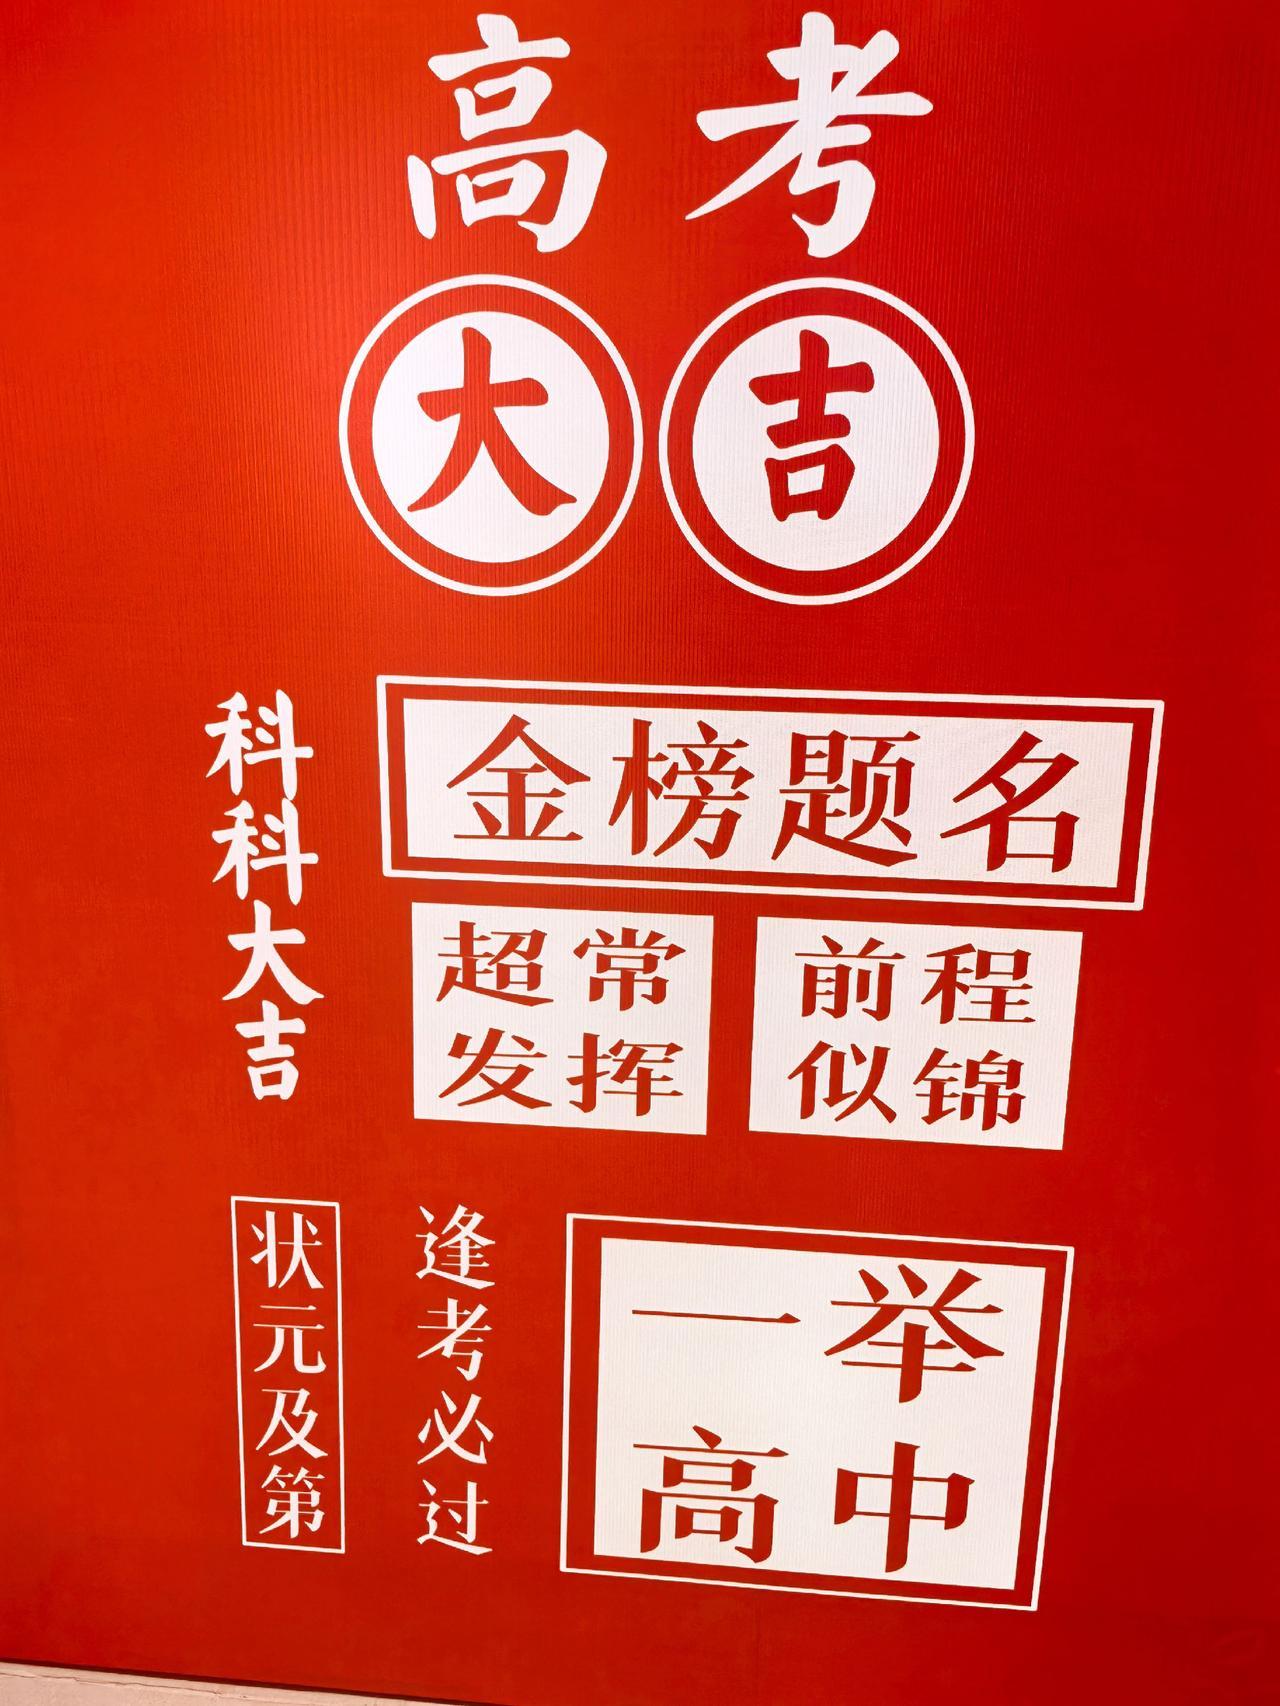 高考
大吉
科科大吉
金榜题名
超常
发挥
前程
似锦
状元及第
逢考必过
一举
高中